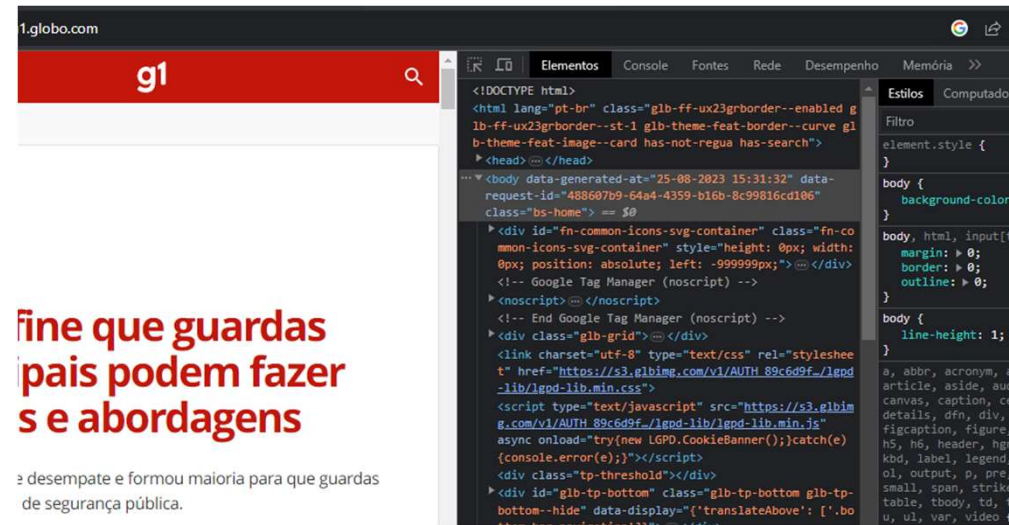 1.globo.com
g1
fine que guardas
ipais podem fazer
s e abordagens
e desempate e formou maioria para que guardas
de segurança pública.
Elementos Console Fontes Rede Desempenho Memória
<!DOCTYPE html>
<html lang="pt-br" class="glb-ff-ux23grborder--enabled g
lb-ff-ux23grborder--st-1 glb-theme-feat-border--curve gl
b-theme-feat-image--card has-not-regua has-search">
<head>…</head>
<body data-generated-at="25-08-2023 15:31:32" data-
request-id="488607b9-64a4-4359-b16b-8c99816cd106"
class="bs-home"> == $0
<div id="fn-common-icons-svg-container" class="fn-co
mmon-icons-svg-container" style="height: 0px; width:
0px; position: absolute; left: -999999px;">…</div>
<!-- Google Tag Manager (noscript) -->
<noscript>…</noscript>
<!-- End Google Tag Manager (noscript) -->
<div class="glb-grid">…</div>
<link charset="utf-8" type="text/css" rel="styleshee
t" href="https://s3.glbimg.com/v1/AUTH_89c6d9f…/lgpd
-lib/lgpd-lib.min.css">
<script type="text/javascript" src="https://s3.glbim
g.com/v1/AUTH_89c6d9f…/lgpd-lib/lgpd-lib.min.js"
async onload="try{new LGPD.CookieBanner();}catch(e)
{console.error(e);}"></script>
<div class="tp-threshold"></div>
<div id="glb-tp-bottom" class="glb-tp-bottom glb-tp-
bottom--hide" data-display="{'translateAbove': ['.bo
Estilos Computado
Filtro
element.style {
}
body {
background-color
}
body, html, input[t
margin: 0;
border: 0;
outline: 0;
}
body {
line-height: 1;
}
a, abbr, acronym, a
article, aside, aud
canvas, caption, ce
details, dfn, div,
figcaption, figure,
h5, h6, header, hgr
kbd, label, legend,
ol, output, p, pre,
small, span, strike
table, tbody, td, t
u, ul, var, video